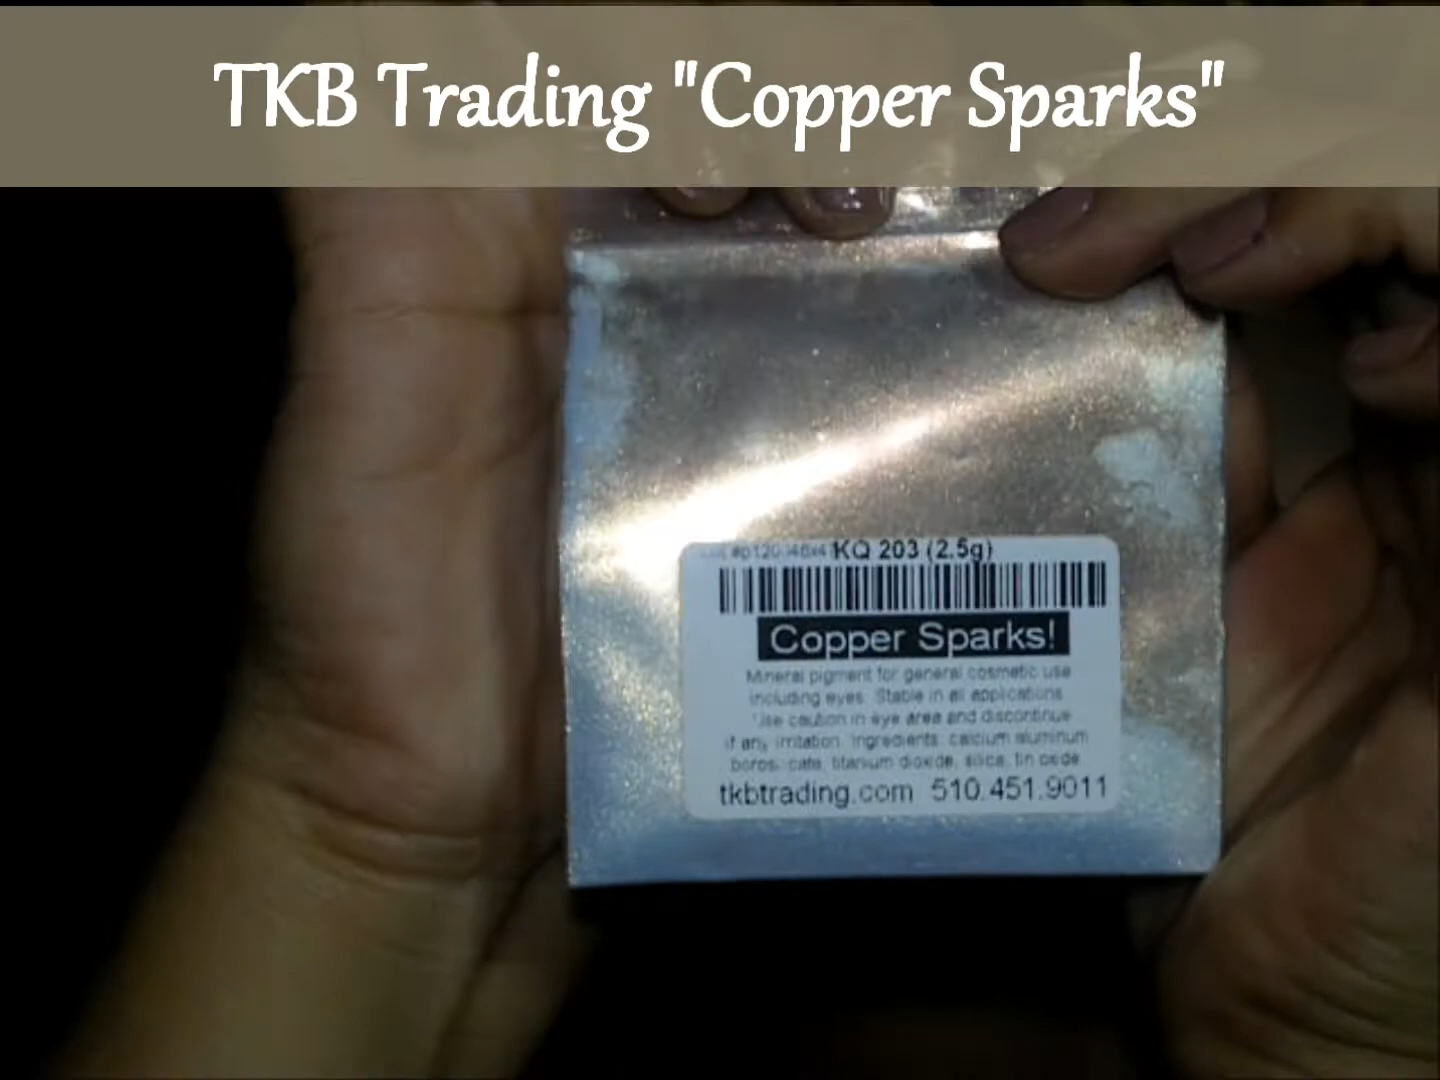 TKB Trading "Copper Sparks"
KQ 203 (2.5g)
Copper Sparks!
Mineral pigment for general cosmetic use
including eyes. Stable in all applications.
Use caution in eye area and discontinue
if any irritation. Ingredients: calcium aluminum
titanium dioxide, silica, tin oxide
tkbtrading.com 510.451.9011